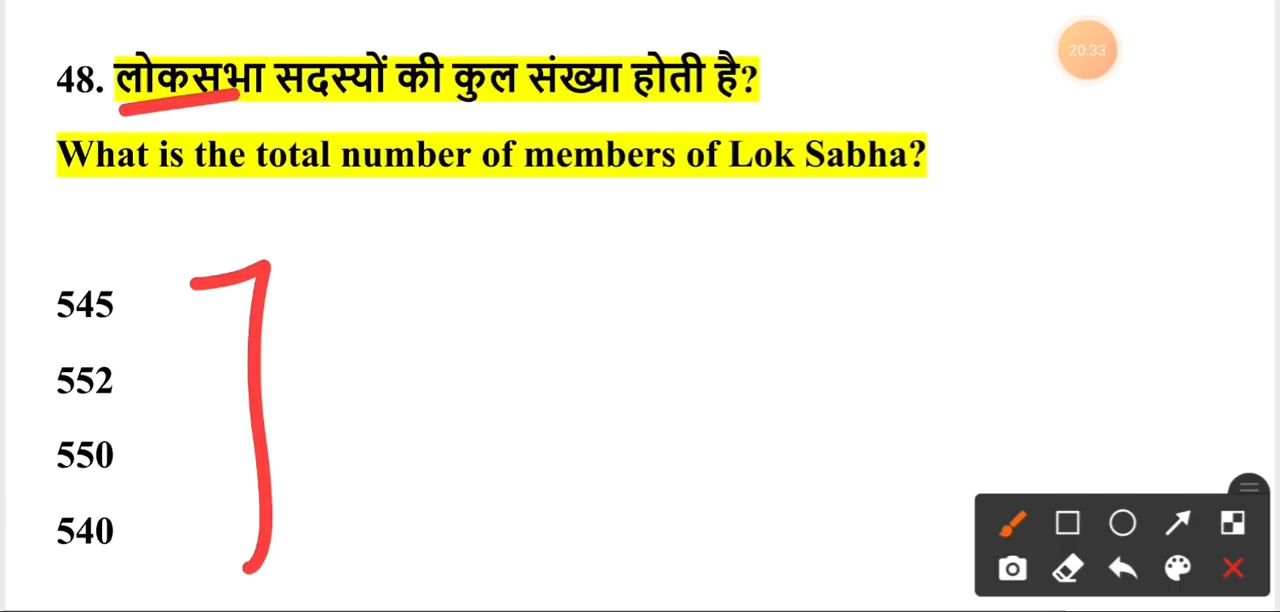 20:33
48. लोकसभा सदस्यों की कुल संख्या होती है?
What is the total number of members of Lok Sabha?
545
552
550
540